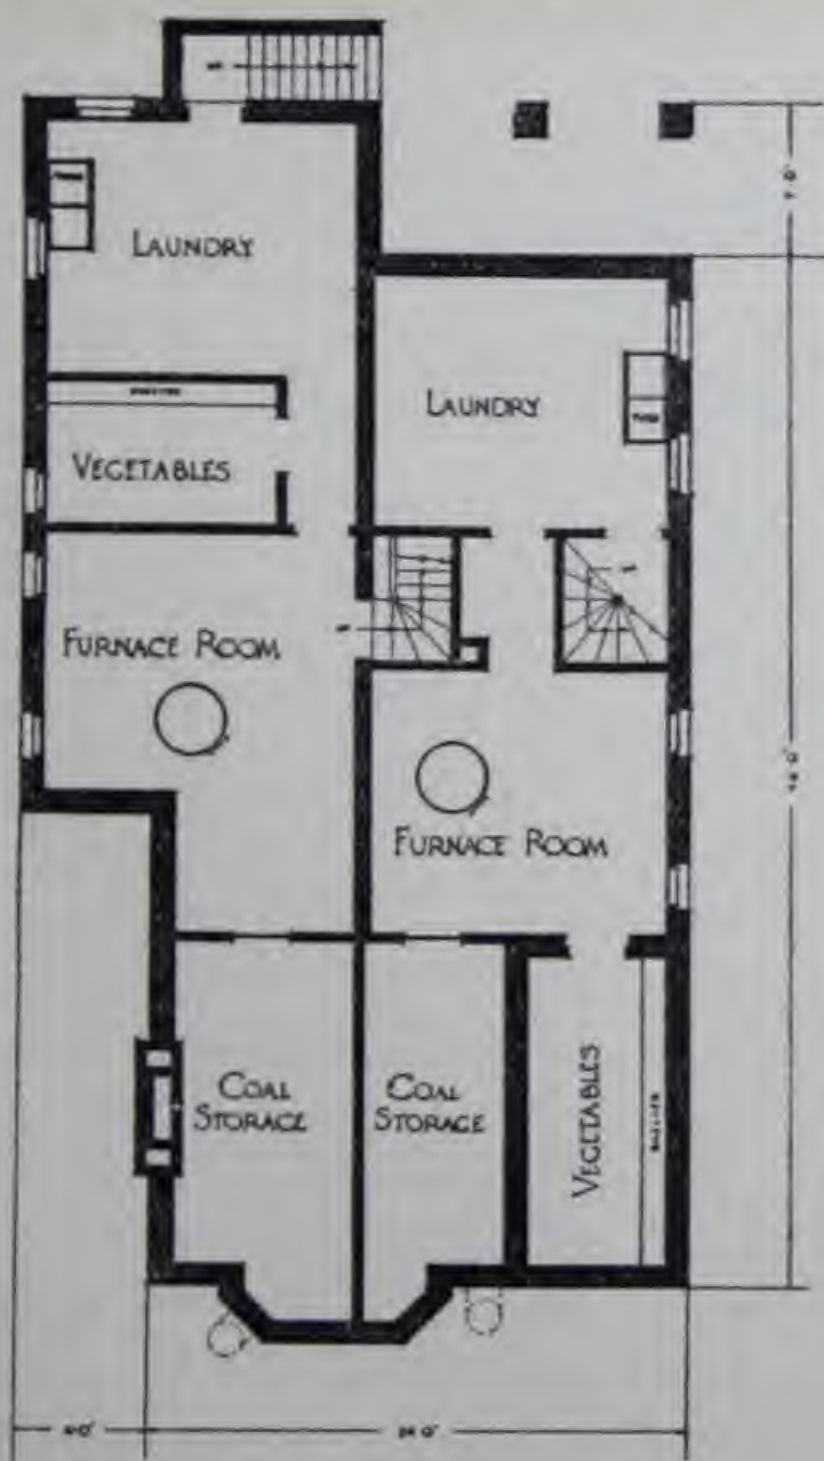 LAUNDRY
LAUNDRY
VEGETABLES
FURNACE ROOM
FURNACE ROOM
COAL
STORAGE
COAL
STORAGE
VEGETABLES